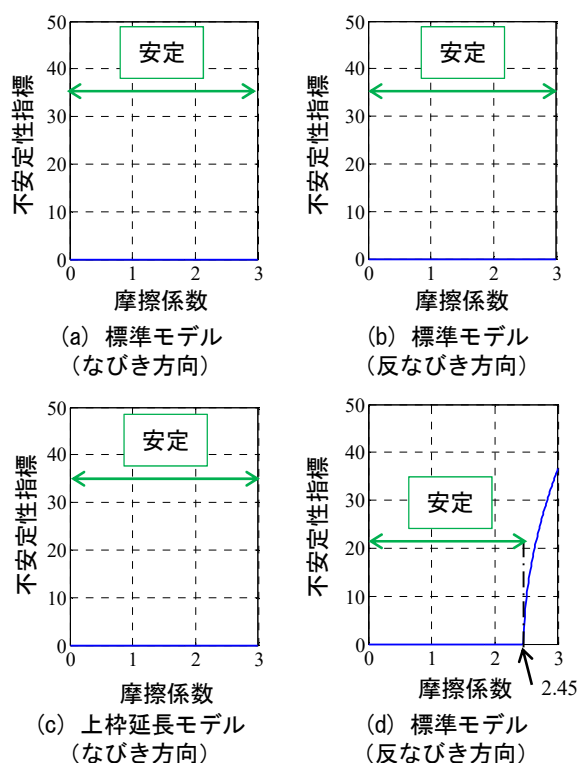 50
40
30
20
10
0
不安定性指標
安定
0 1 2 3
摩擦係数
(a) 標準モデル
(なびき方向)
50
40
30
20
10
0
不安定性指標
安定
0 1 2 3
摩擦係数
(b) 標準モデル
(反なびき方向)
50
40
30
20
10
0
不安定性指標
安定
0 1 2 3
摩擦係数
(c) 上枠延長モデル
(なびき方向)
50
40
30
20
10
0
不安定性指標
安定
0 1 2 3
2.45
摩擦係数
(d) 標準モデル
(反なびき方向)